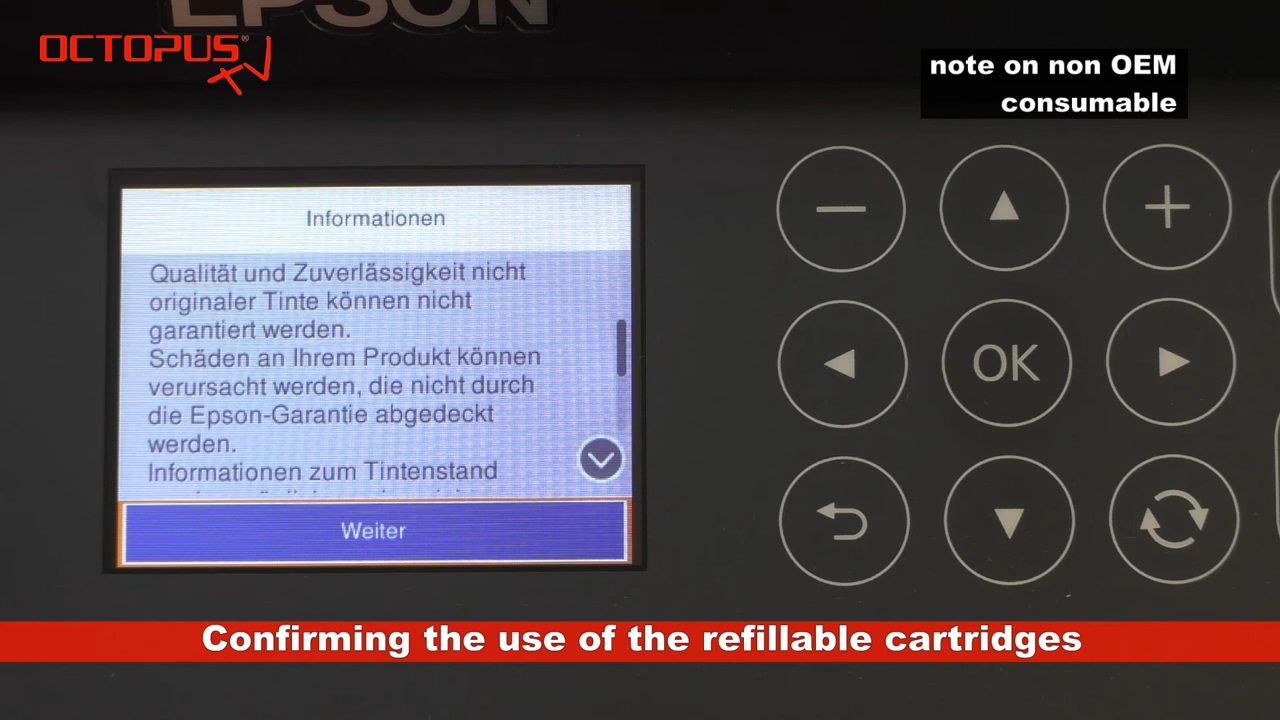 EPSON
OCTOPUS®
TV
note on non OEM
consumable
Informationen
Qualität und Zuverlässigkeit nicht
originaler Tinte können nicht
garantiert werden.
Schäden an Ihrem Produkt können
verursacht werden, die nicht durch
die Epson-Garantie abgedeckt
werden.
Informationen zum Tintenstand
Weiter
OK
Confirming the use of the refillable cartridges